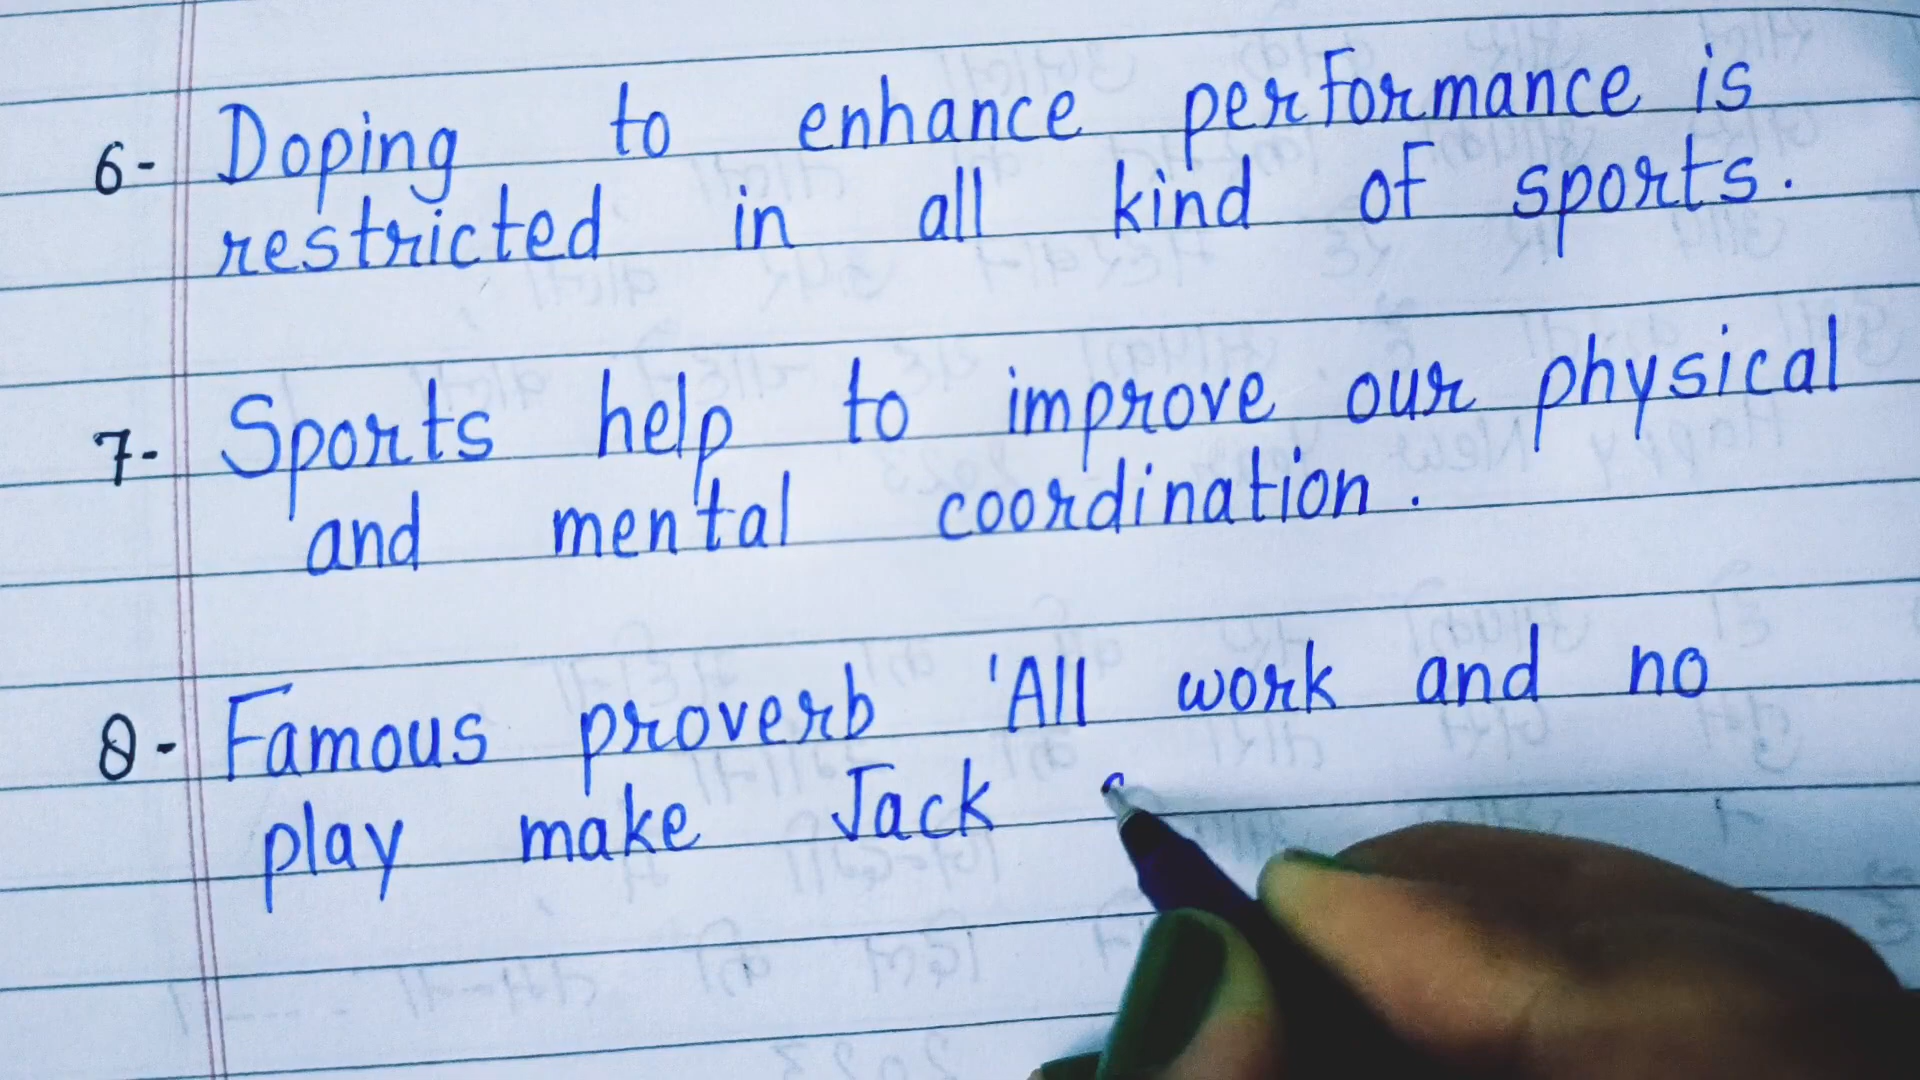 6- Doping to enhance performance is
restricted in all kind of sports.
7- Sports help to improve our physical
and mental coordination.
8- Famous proverb 'All work and no
play make Jack